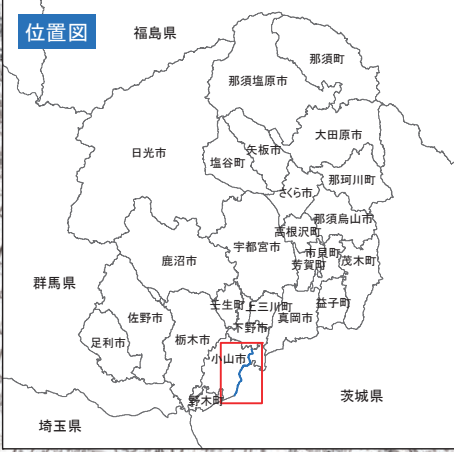 位置図
福島県
那須町
那須塩原市
大田原市
日光市
矢板市
塩谷町
那珂川町
さくら市
那須烏山市
高根沢町
宇都宮市
市貝町
茂木町
芳賀町
鹿沼市
群馬県
壬生町
上三川町
益子町
真岡市
佐野市
下野市
足利市
栃木市
小山市
野木町
茨城県
埼玉県